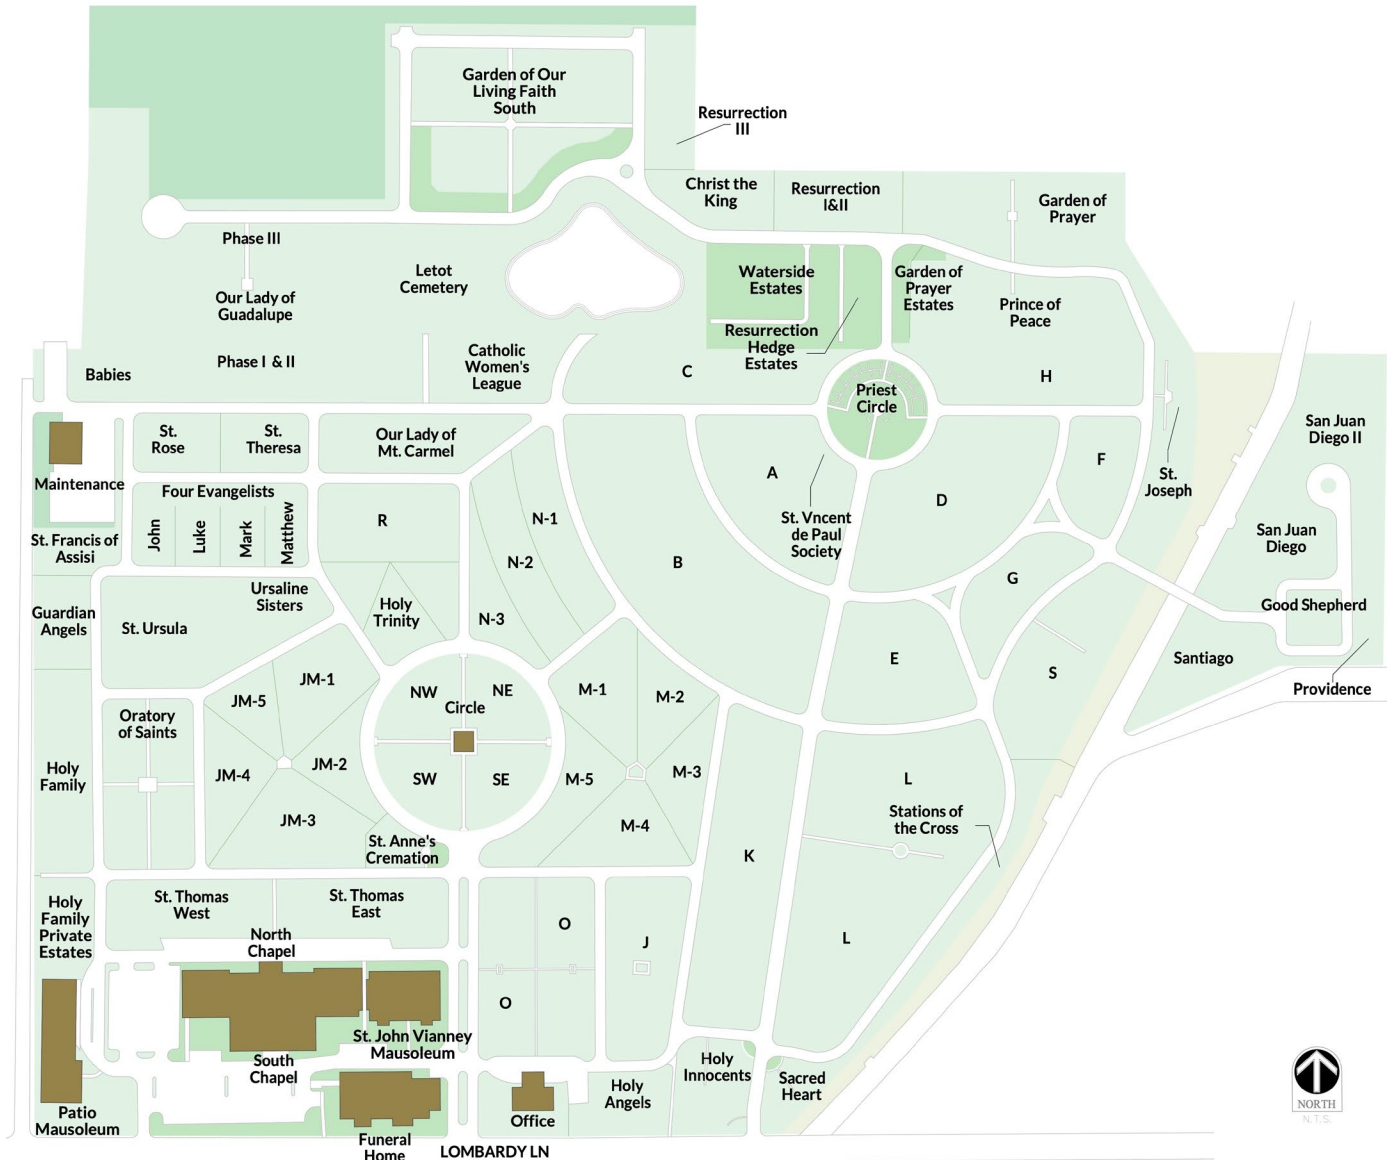 Garden of Our
Living Faith
South
Resurrection
III
Christ the
King
Resurrection
I&II
Garden of
Prayer
Phase III
Letot
Cemetery
Our Lady of
Guadalupe
Waterside
Estates
Garden of
Prayer
Estates
Prince of
Peace
Resurrection
Hedge
Estates
Phase I & II
Babies
Catholic
Women's
League
C
H
Priest
Circle
San Juan
Diego II
St.
Rose
St.
Theresa
Our Lady of
Mt. Carmel
Maintenance
A
F
St.
Joseph
Four Evangelists
John
Luke
Mark
Matthew
R
N-1
D
St. Vncent
de Paul
Society
St. Francis of
Assisi
San Juan
Diego
N-2
B
G
Ursaline
Sisters
Holy
Trinity
Guardian
Angels
St. Ursula
N-3
Good Shepherd
E
S
Santiago
Providence
JM-1
JM-5
NW
NE
Circle
M-1
M-2
Oratory
of Saints
JM-2
JM-4
SW
SE
M-5
M-3
Holy
Family
L
JM-3
M-4
Stations of
the Cross
St. Anne's
Cremation
K
St. Thomas
West
St. Thomas
East
Holy
Family
Private
Estates
O
J
L
North
Chapel
O
St. John Vianney
Mausoleum
South
Chapel
Holy
Innocents
Holy
Angels
Sacred
Heart
Patio
Mausoleum
Office
Funeral
Home
LOMBARDY LN
NORTH
N.T.S.